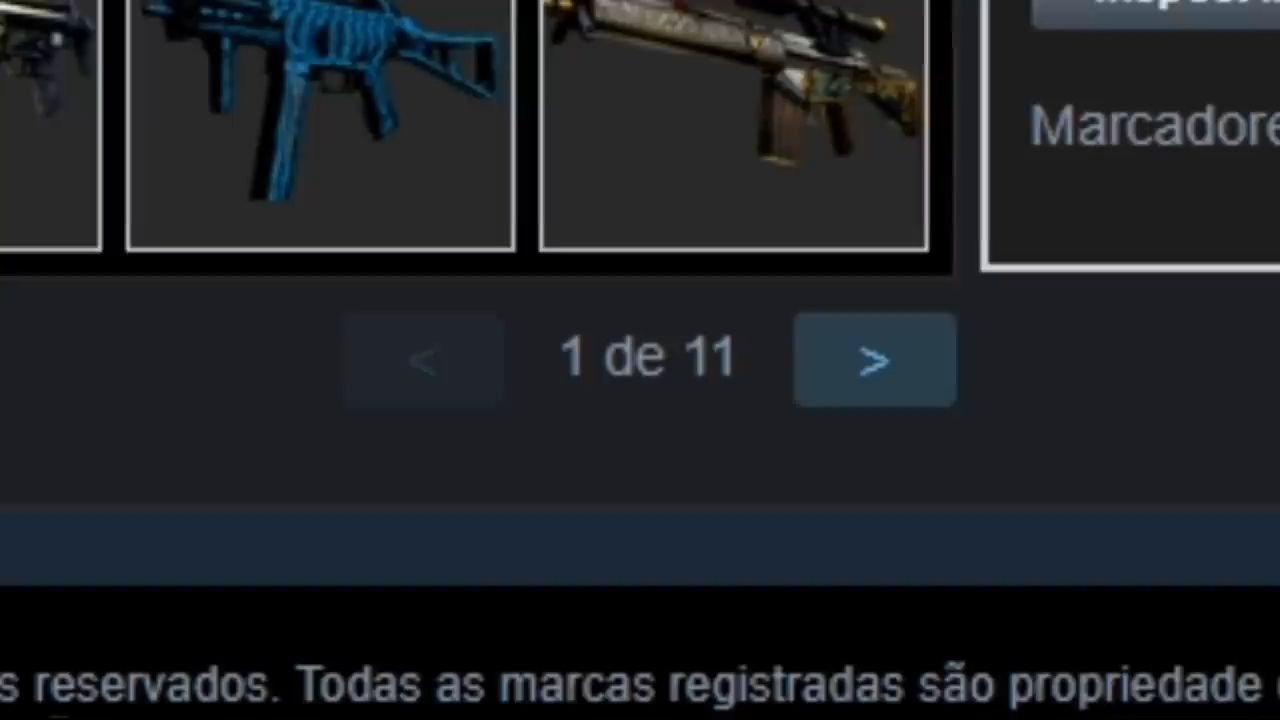 Marcadore
< 1 de 11 >
s reservados. Todas as marcas registradas são propriedade